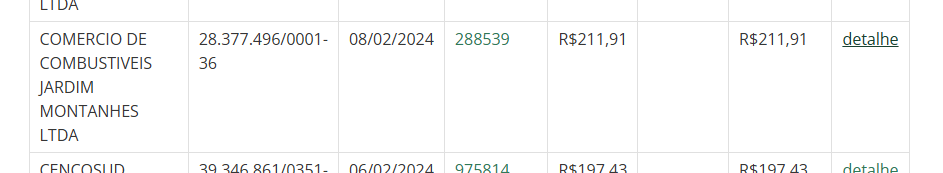 LTDA
COMERCIO DE 28.377.496/0001- 08/02/2024 288539 R$211,91 R$211,91 detalhe
COMBUSTIVEIS 36
JARDIM
MONTANHES
LTDA
CENCOSUD 39.346.861/0351- 06/02/2024 975814 R$197,43 R$197,43 detalhe